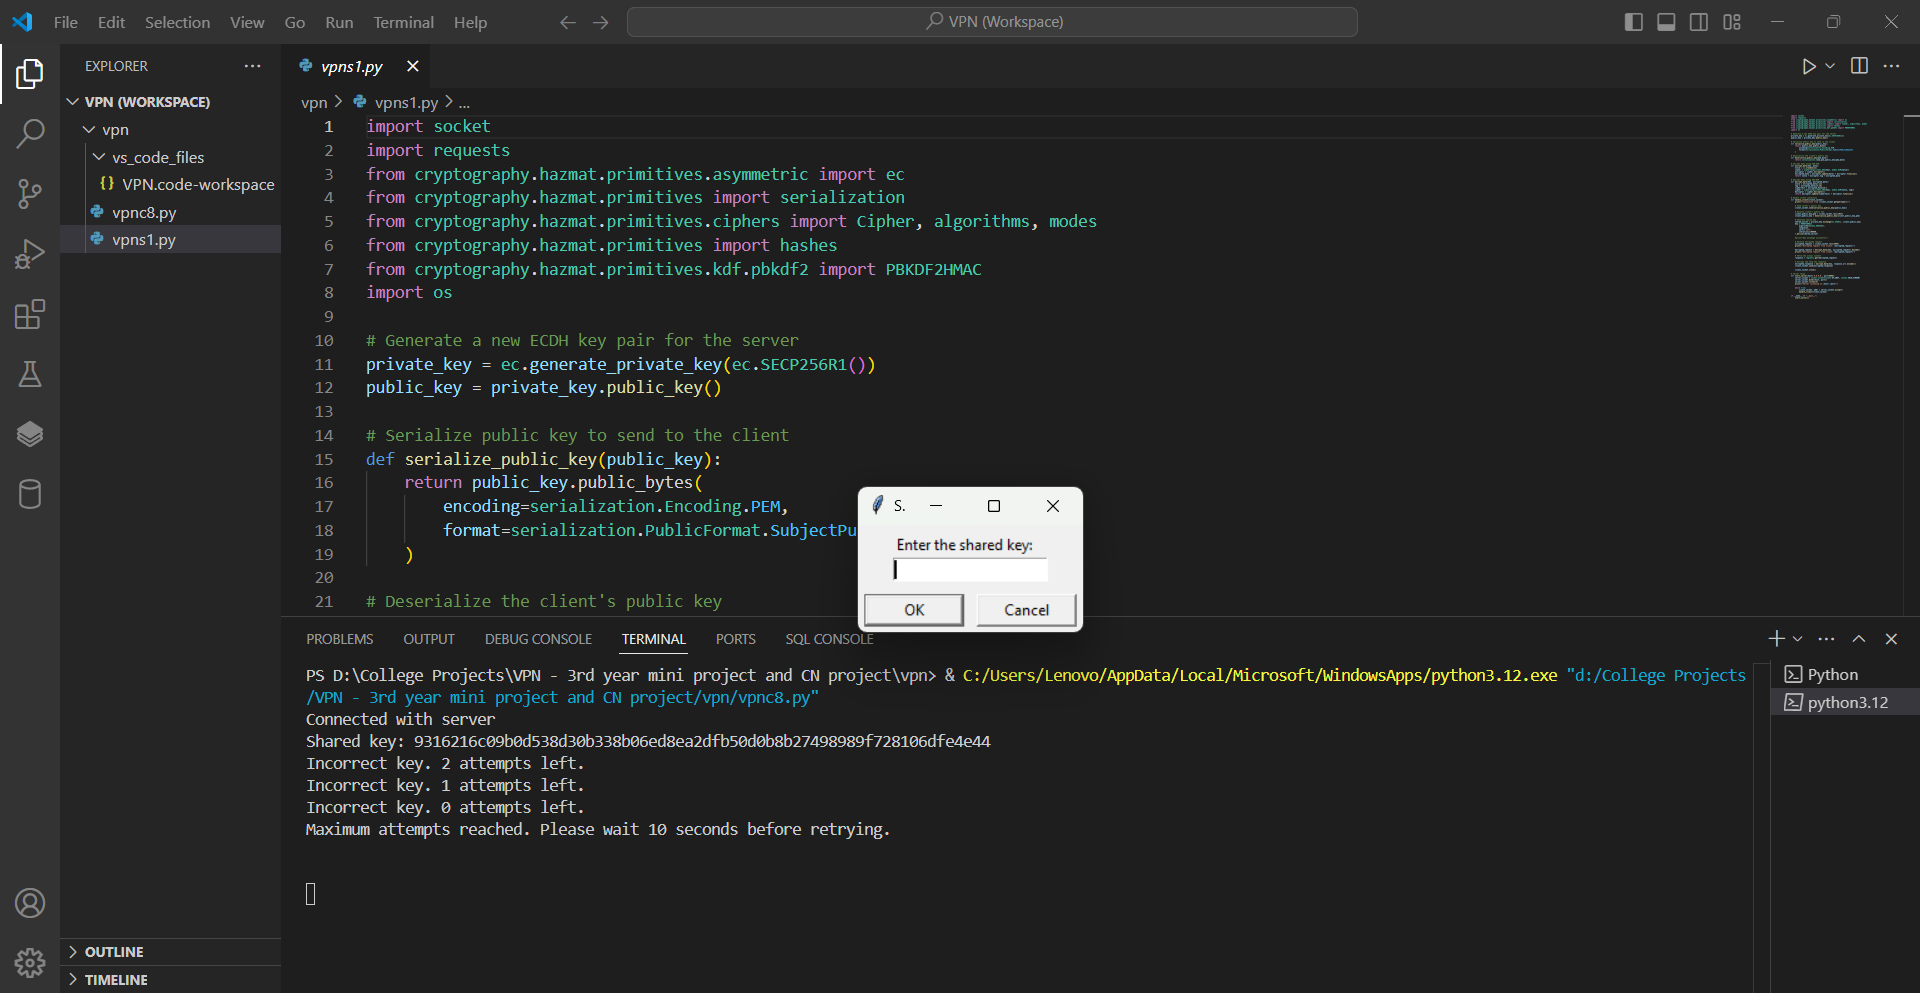 File Edit Selection View Go Run Terminal Help
VPN (Workspace)
EXPLORER
VPN (WORKSPACE)
vpn
vs_code_files
{} VPN.code-workspace
vpnc8.py
vpns1.py
vpns1.py
vpn > vpns1.py > ...
1 import socket
2 import requests
3 from cryptography.hazmat.primitives.asymmetric import ec
4 from cryptography.hazmat.primitives import serialization
5 from cryptography.hazmat.primitives.ciphers import Cipher, algorithms, modes
6 from cryptography.hazmat.primitives import hashes
7 from cryptography.hazmat.primitives.kdf.pbkdf2 import PBKDF2HMAC
8 import os
9
10 # Generate a new ECDH key pair for the server
11 private_key = ec.generate_private_key(ec.SECP256R1())
12 public_key = private_key.public_key()
13
14 # Serialize public key to send to the client
15 def serialize_public_key(public_key):
16 return public_key.public_bytes(
17 encoding=serialization.Encoding.PEM,
18 format=serialization.PublicFormat.SubjectPu
19 )
20
21 # Deserialize the client's public key
S.
Enter the shared key:
OK Cancel
PROBLEMS OUTPUT DEBUG CONSOLE TERMINAL PORTS SQL CONSOLE
PS D:\College Projects\VPN - 3rd year mini project and CN project\vpn> & C:/Users/Lenovo/AppData/Local/Microsoft/WindowsApps/python3.12.exe "d:/College Projects
/VPN - 3rd year mini project and CN project/vpn/vpnc8.py"
Connected with server
Shared key: 9316216c09b0d538d30b338b06ed8ea2dfb50d0b8b27498989f728106dfe4e44
Incorrect key. 2 attempts left.
Incorrect key. 1 attempts left.
Incorrect key. 0 attempts left.
Maximum attempts reached. Please wait 10 seconds before retrying.
Python
python3.12
OUTLINE
TIMELINE